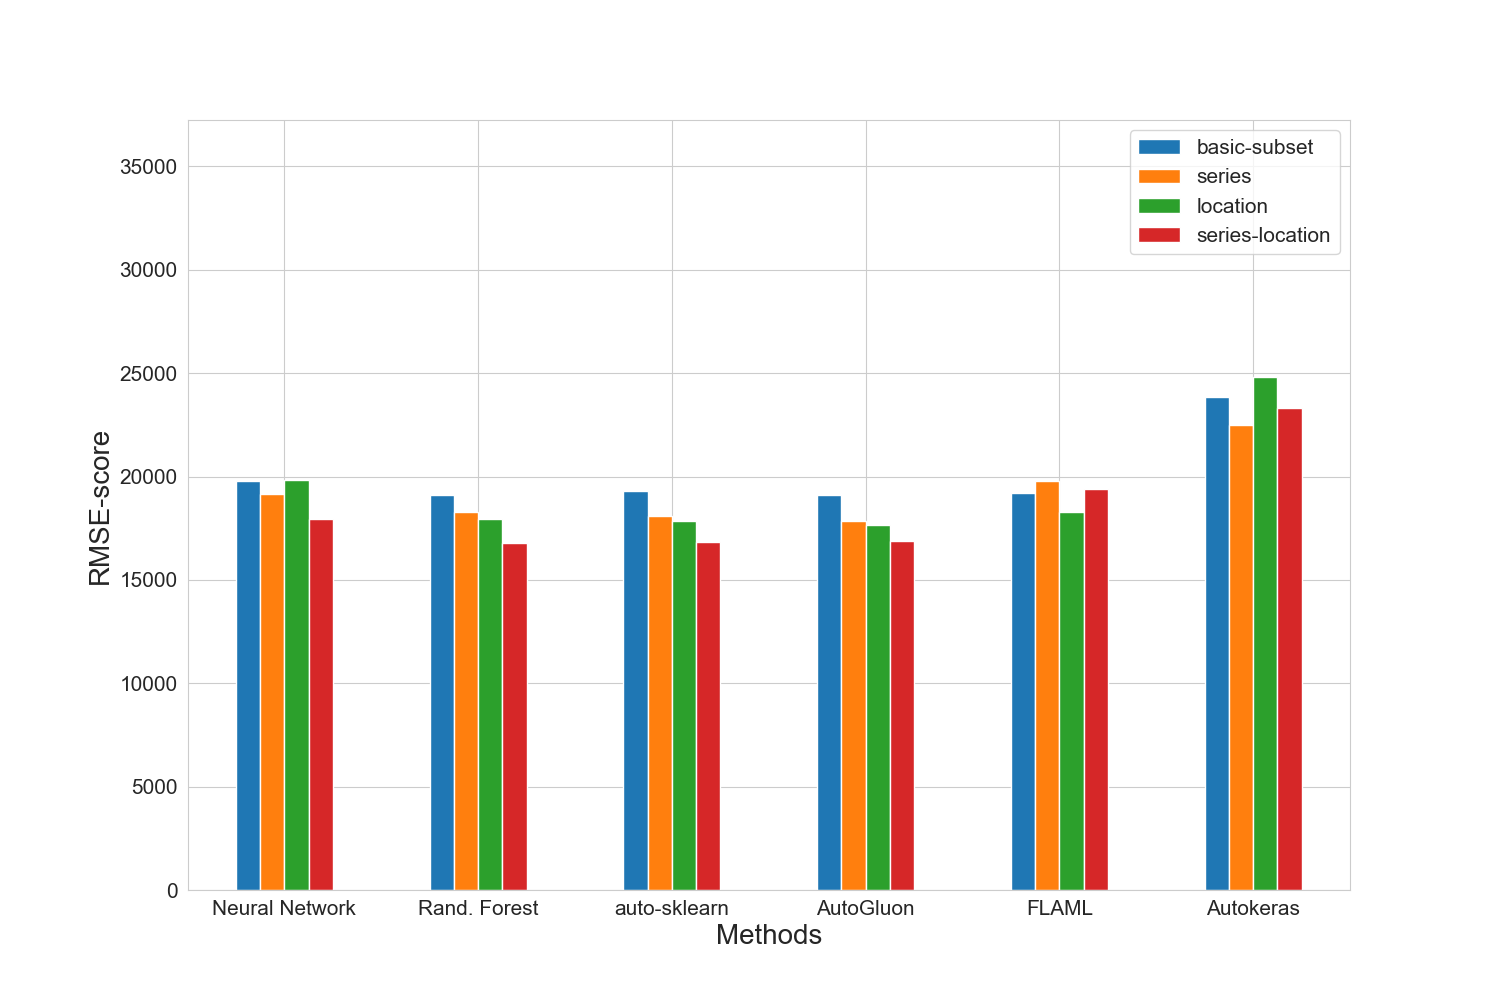 35000
30000
25000
20000
15000
10000
5000
0
RMSE-score
basic-subset
series
location
series-location
Neural Network Rand. Forest auto-sklearn AutoGluon FLAML Autokeras
Methods